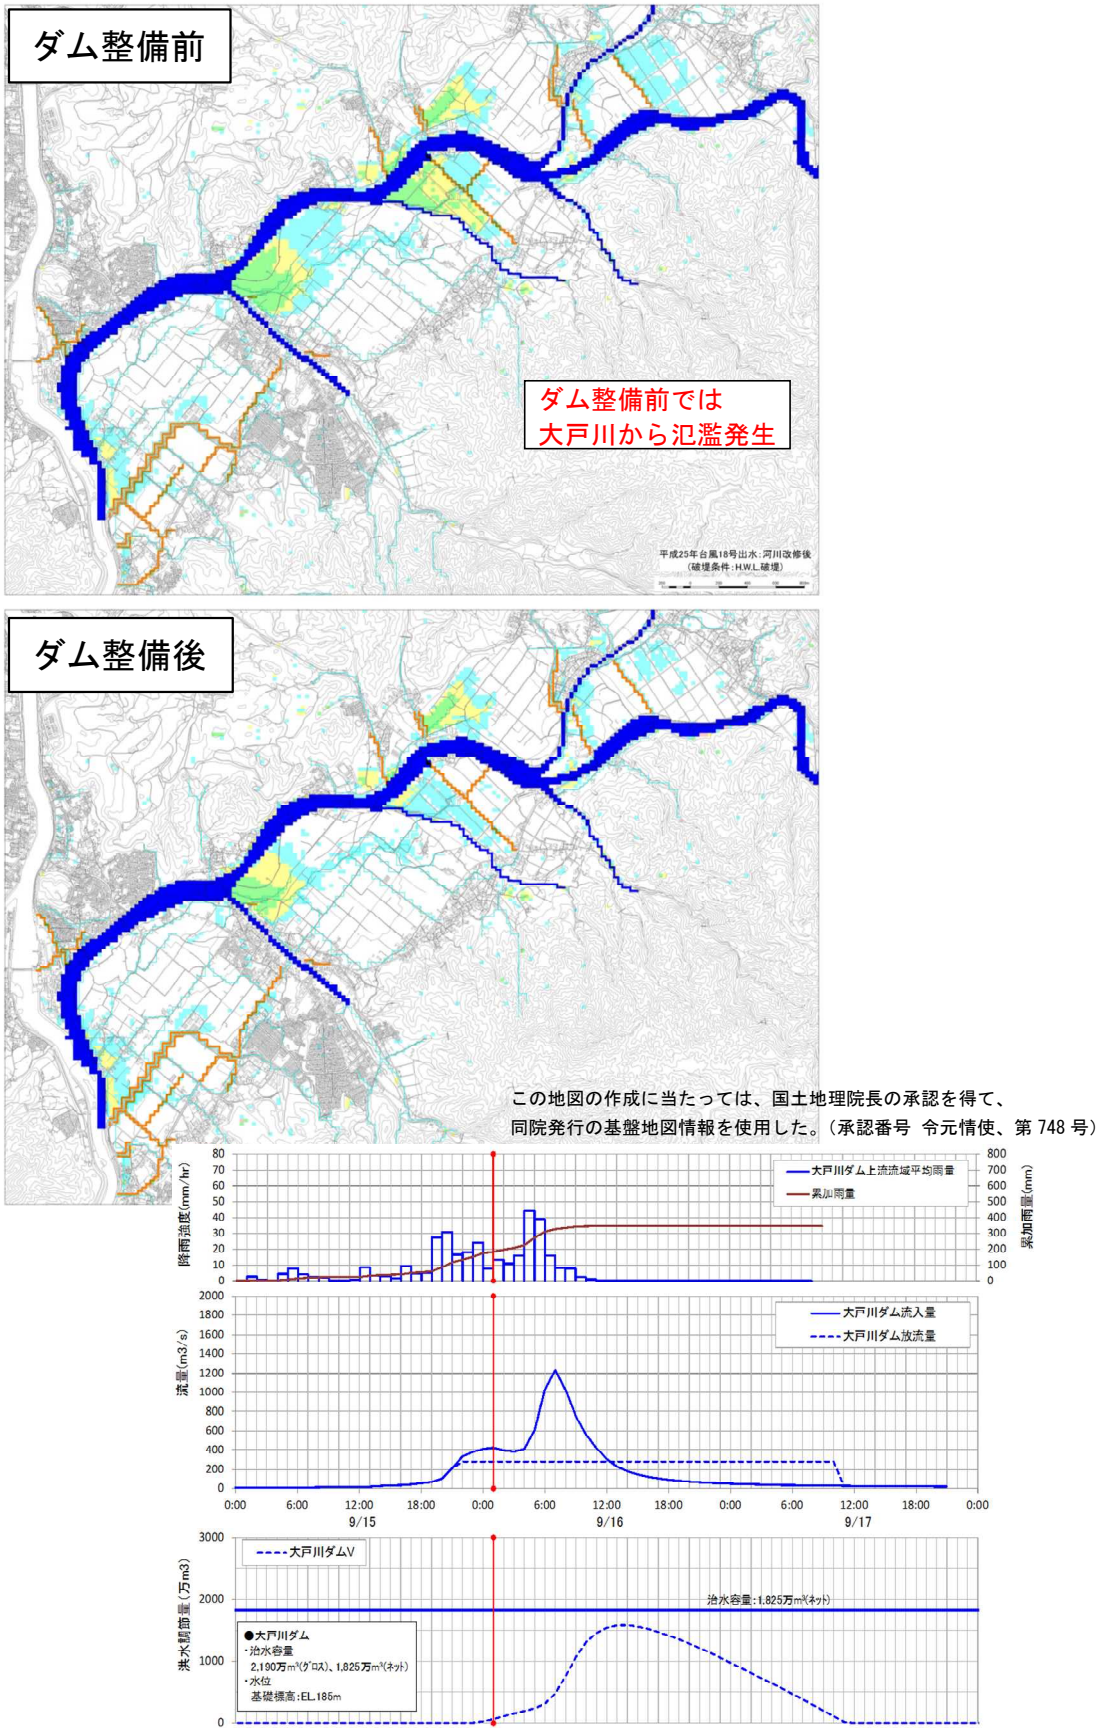 ダム整備前
ダム整備前では
大戸川から氾濫発生
平成25年台風18号出水:河川改修後
(破堤条件:H.W.L.破堤)
ダム整備後
この地図の作成に当たっては、国土地理院長の承認を得て、
同院発行の基盤地図情報を使用した。(承認番号 令元情使、第 748 号)
降雨強度(mm/hr)
80
70
60
50
40
30
20
10
0
大戸川ダム上流流域平均雨量
累加雨量
800
700
600
500
400
300
200
100
0
累加雨量(mm)
流量(m3/s)
2000
1800
1600
1400
1200
1000
800
600
400
200
0
大戸川ダム流入量
大戸川ダム放流量
0:00 6:00 12:00 18:00 0:00 6:00 12:00 18:00 0:00 6:00 12:00 18:00 0:00
9/15 9/16 9/17
洪水調節量(万m3)
3000
2000
1000
0
大戸川ダムV
治水容量:1,825万m³(ネット)
●大戸川ダム
・治水容量
2,190万m³(グロス)、1,825万m³(ネット)
・水位
基礎標高:EL.185m